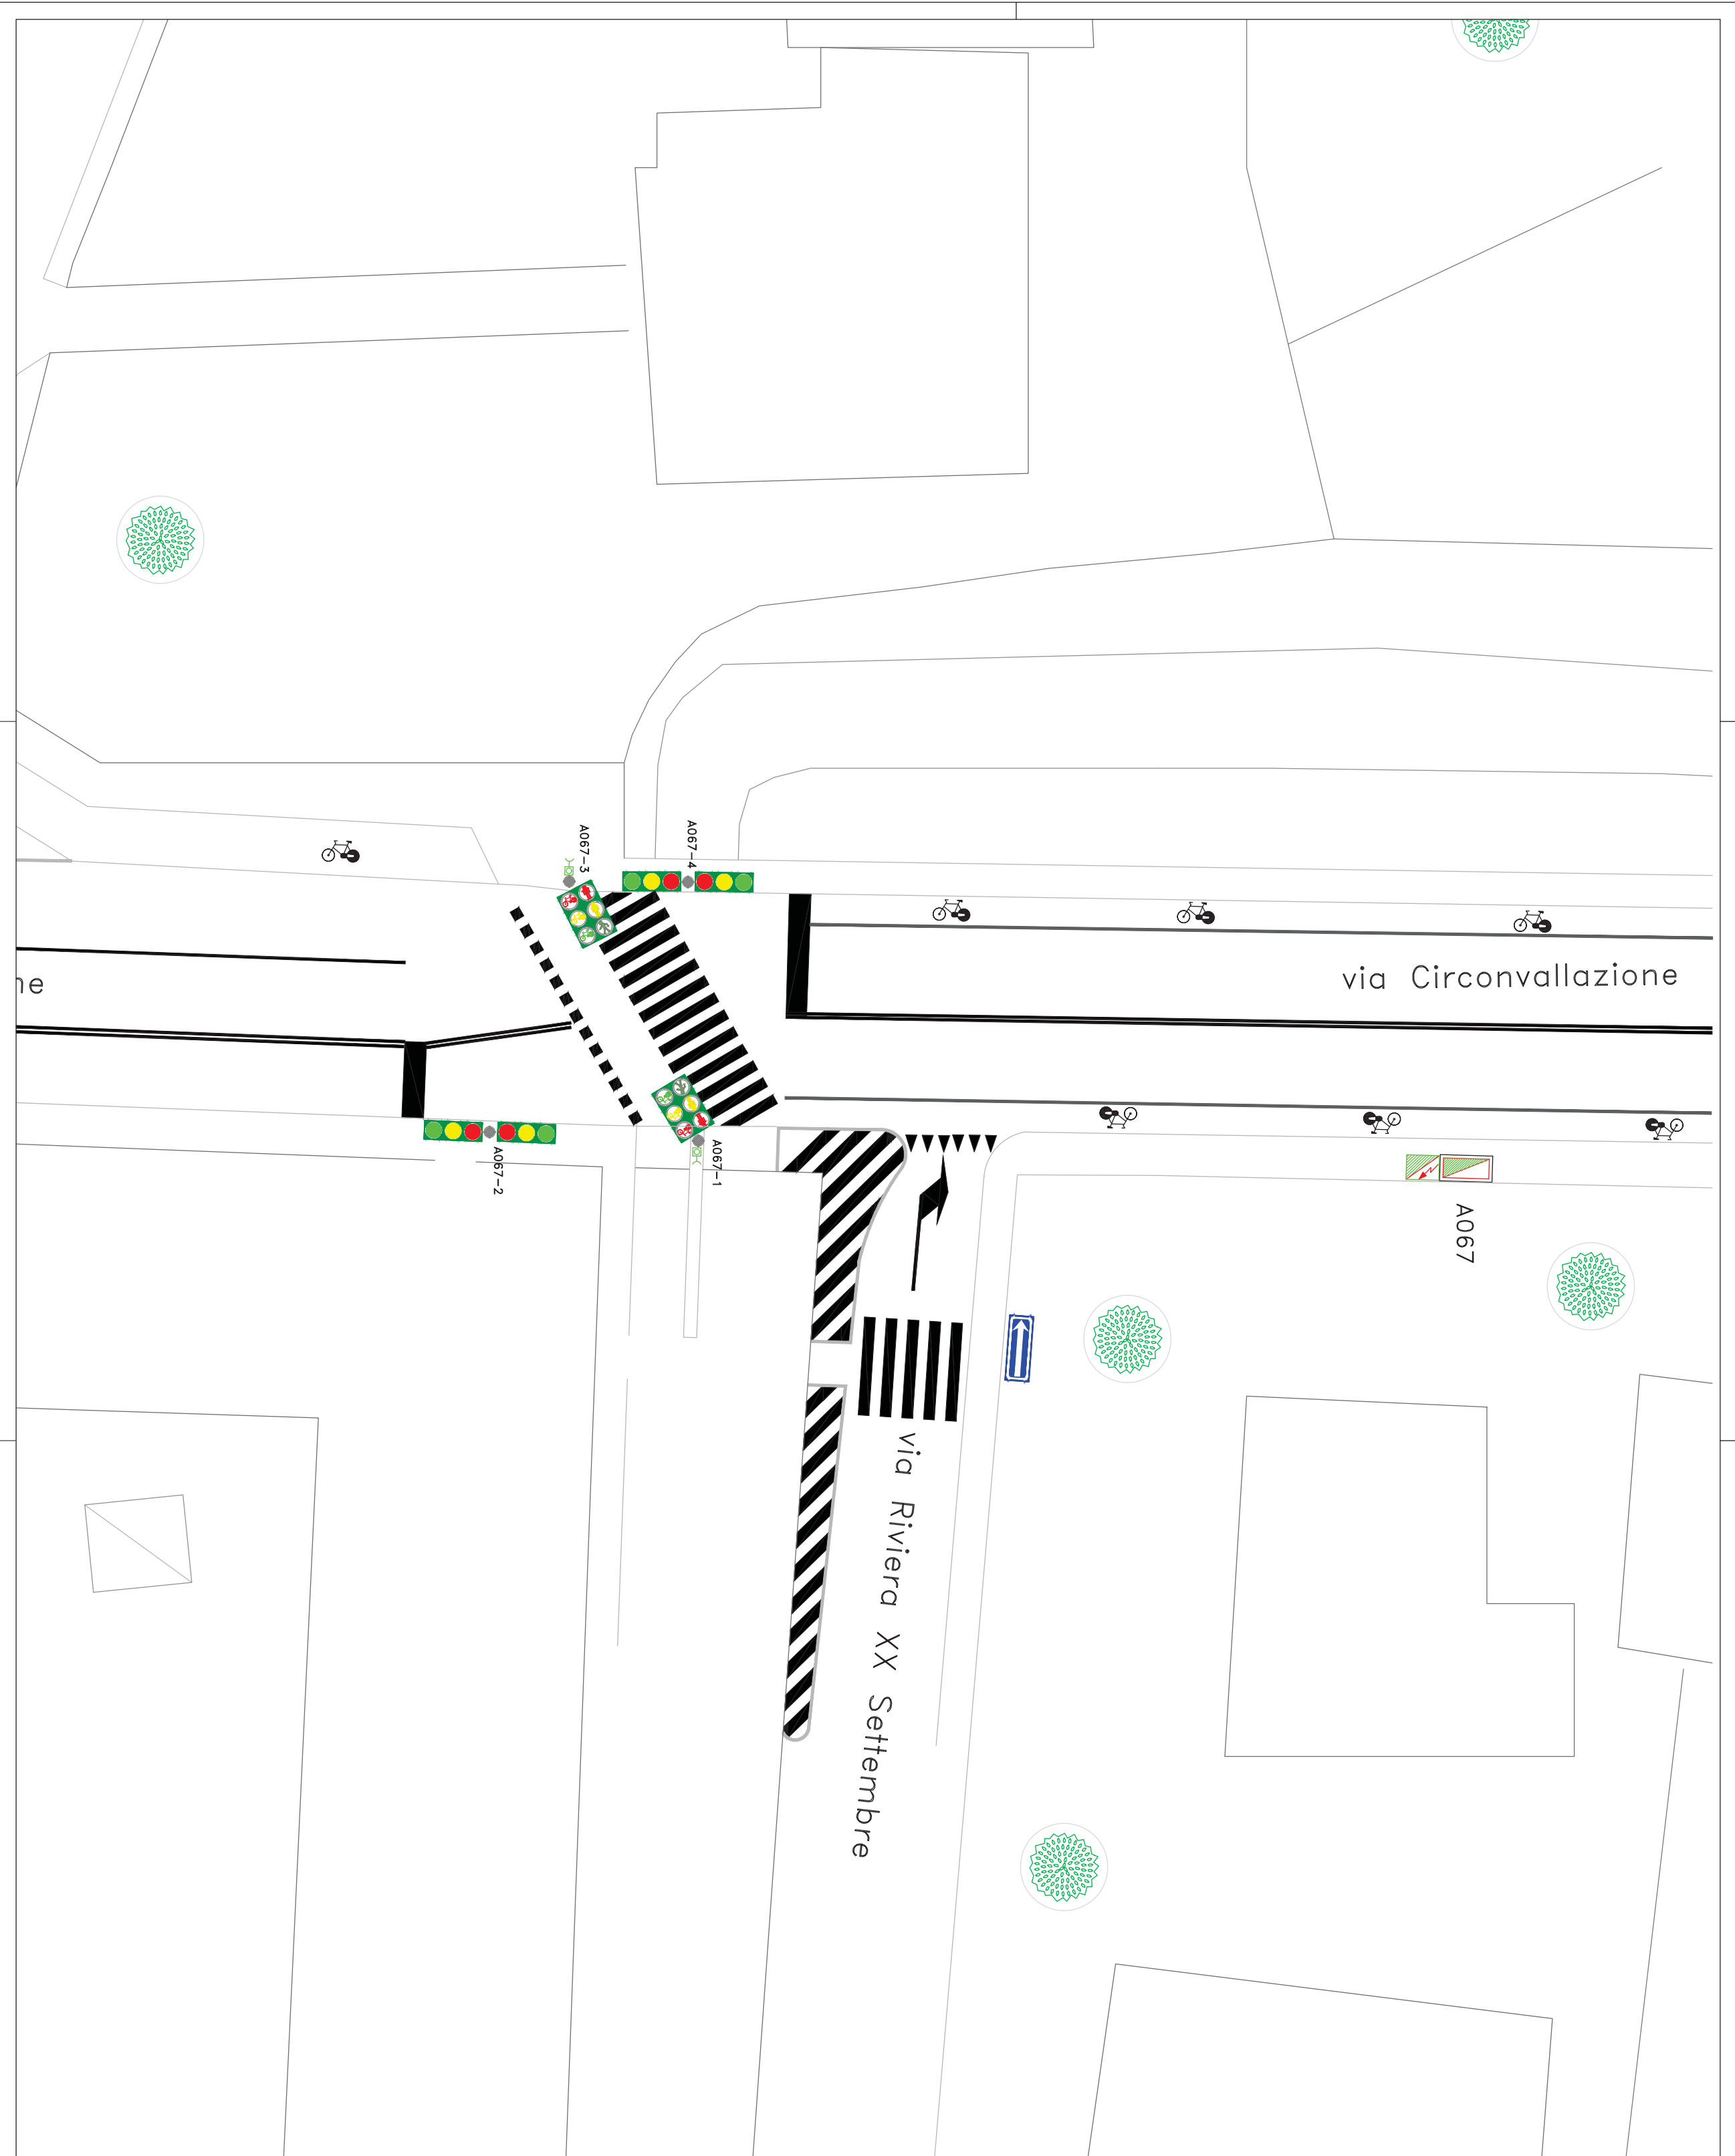 A067-3
A067-4
via Circonvallazione
ne
A067-2
A067-1
A067
via Riviera XX Settembre